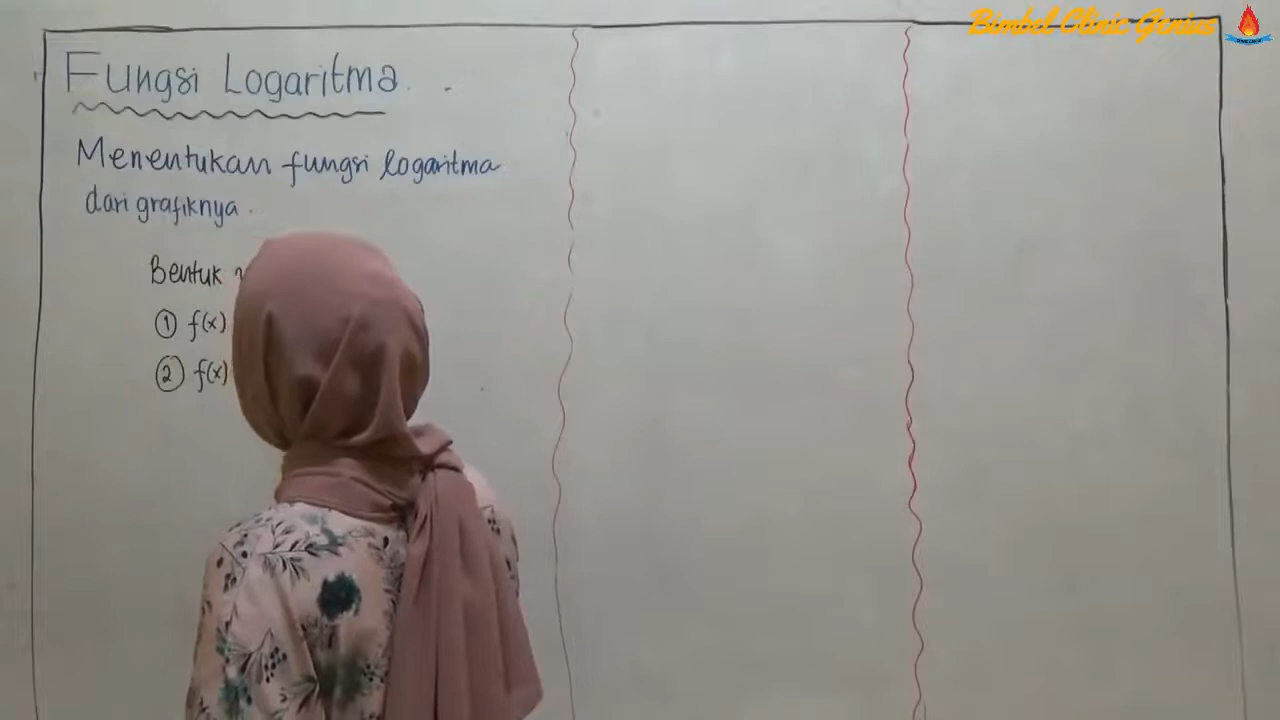 Bimbel Clinic Genius
Fungsi Logaritma
Menentukan fungsi logaritma
dari grafiknya.
Bentuk
① f(x)
② f(x)